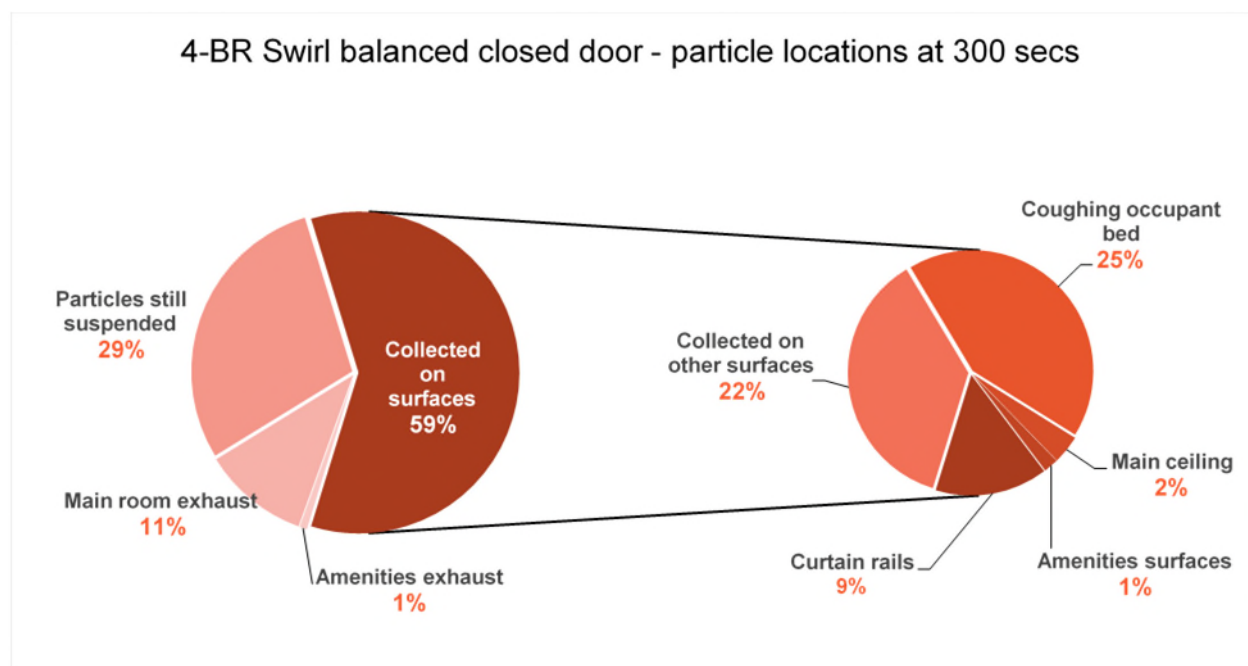 4-BR Swirl balanced closed door - particle locations at 300 secs
Particles still
suspended
29%
Main room exhaust
11%
Amenities exhaust
1%
Collected
on
surfaces
59%
Coughing occupant
bed
25%
Collected on
other surfaces
22%
Main ceiling
2%
Curtain rails
9%
Amenities surfaces
1%